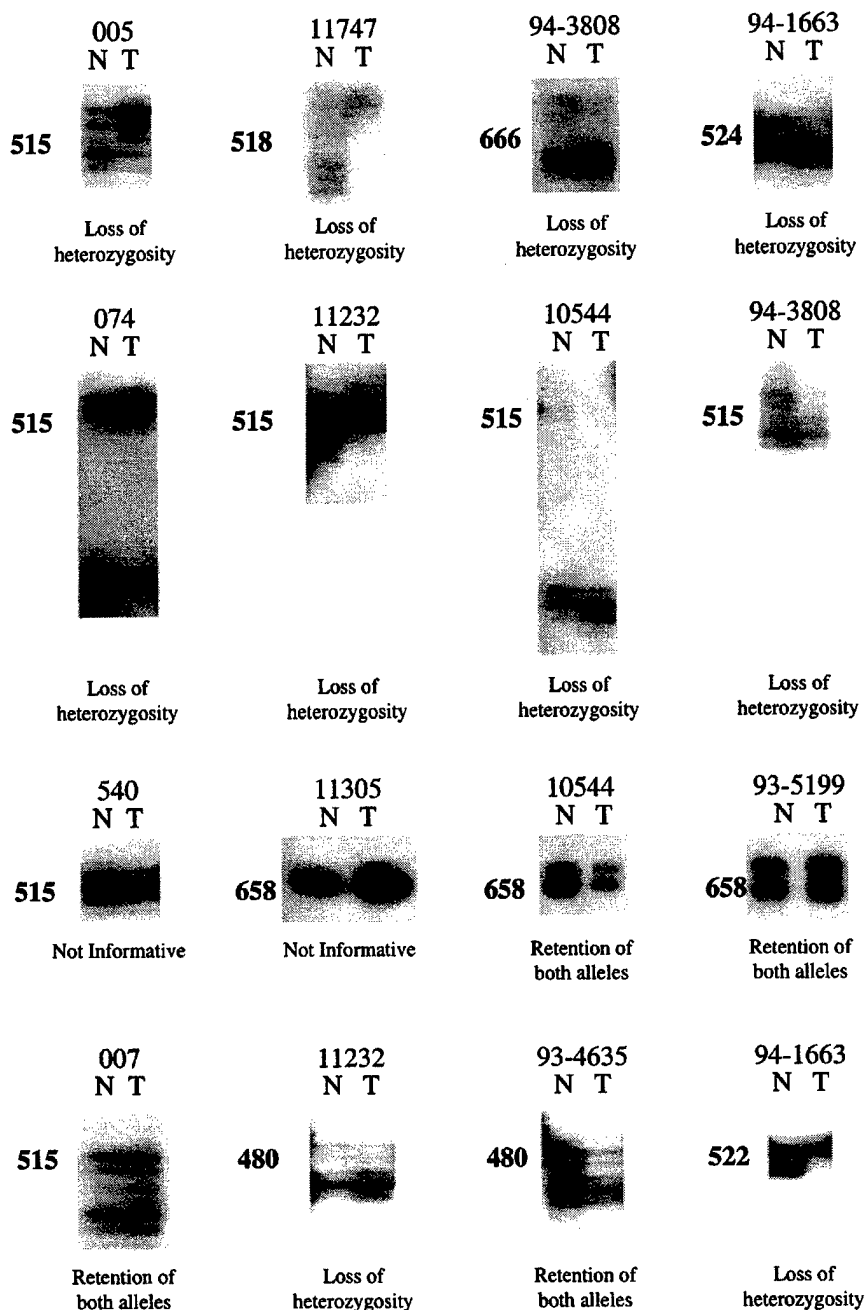 005 11747 94-3808 94-1663
N T N T N T N T
515 518 666 524
Loss of Loss of Loss of Loss of
heterozygosity heterozygosity heterozygosity heterozygosity
074 11232 10544 94-3808
N T N T N T N T
515 515 515 515
Loss of Loss of Loss of Loss of
heterozygosity heterozygosity heterozygosity heterozygosity
540 11305 10544 93-5199
N T N T N T N T
515 658 658 658
Not Informative Not Informative Retention of Retention of
both alleles both alleles
007 11232 93-4635 94-1663
N T N T N T N T
515 480 480 522
Retention of Loss of Retention of Loss of
both alleles heterozygosity both alleles heterozygosity